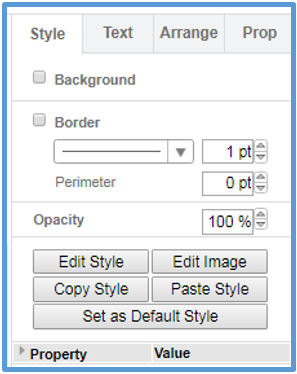 Style Text Arrange Prop
Background
Border
1 pt
Perimeter 0 pt
Opacity 100 %
Edit Style Edit Image
Copy Style Paste Style
Set as Default Style
Property Value